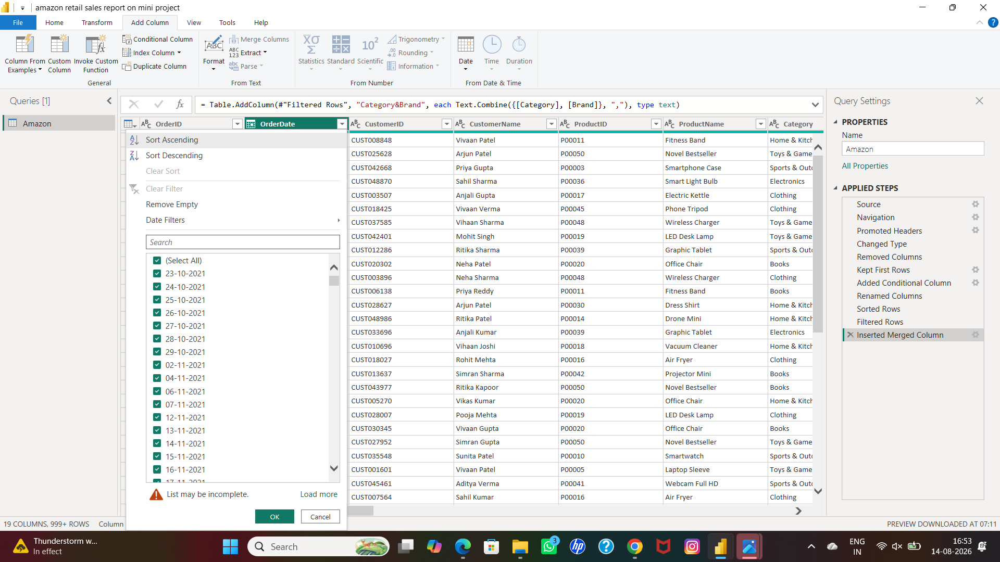 amazon retail sales report on mini project
File
Home
Transform
Add Column
View
Tools
Help
?
Column From Examples
Custom Column
Invoke Custom Function
Conditional Column
Index Column
Duplicate Column
General
ABC
Format
Merge Columns
ABC 123 Extract
abc Parse
From Text
XΣσ
Statistics
Standard
10²
Scientific
Trigonometry
.00 Rounding
Information
From Number
Date
Time
Duration
From Date & Time
Queries [1]
Amazon
fx
= Table.AddColumn(#"Filtered Rows", "Category&Brand", each Text.Combine({[Category], [Brand]}, ","), type text)
OrderID OrderDate CustomerID CustomerName ProductID ProductName Category
Sort Ascending
Sort Descending
Clear Sort
Clear Filter
Remove Empty
Date Filters
Search
(Select All)
23-10-2021
24-10-2021
25-10-2021
26-10-2021
27-10-2021
28-10-2021
29-10-2021
02-11-2021
04-11-2021
06-11-2021
07-11-2021
12-11-2021
13-11-2021
14-11-2021
15-11-2021
16-11-2021
17-11-2021
List may be incomplete. Load more
OK Cancel
CUST008848 Vivaan Patel P00011 Fitness Band Home & Kitch
CUST025628 Arjun Patel P00050 Novel Bestseller Toys & Game
CUST042668 Priya Gupta P00003 Smartphone Case Sports & Outd
CUST048870 Sahil Sharma P00036 Smart Light Bulb Electronics
CUST003507 Anjali Gupta P00017 Electric Kettle Clothing
CUST018425 Vivaan Verma P00045 Phone Tripod Clothing
CUST037585 Vihaan Sharma P00048 Wireless Charger Toys & Game
CUST042401 Mohit Singh P00019 LED Desk Lamp Toys & Game
CUST012286 Ritika Sharma P00039 Graphic Tablet Sports & Outd
CUST020302 Neha Patel P00020 Office Chair Books
CUST003896 Neha Sharma P00048 Wireless Charger Clothing
CUST006138 Priya Reddy P00011 Fitness Band Books
CUST028627 Arjun Patel P00030 Dress Shirt Home & Kitch
CUST048986 Ritika Patel P00014 Drone Mini Home & Kitch
CUST033696 Anjali Kumar P00039 Graphic Tablet Electronics
CUST010696 Vihaan Joshi P00018 Vacuum Cleaner Home & Kitch
CUST018027 Rohit Mehta P00016 Air Fryer Clothing
CUST013637 Simran Sharma P00042 Projector Mini Books
CUST043977 Ritika Kapoor P00050 Novel Bestseller Books
CUST005270 Vikas Kumar P00020 Office Chair Home & Kitch
CUST028007 Pooja Mehta P00019 LED Desk Lamp Clothing
CUST030345 Vivaan Gupta P00020 Office Chair Books
CUST027952 Simran Gupta P00050 Novel Bestseller Toys & Game
CUST035548 Sunita Patel P00010 Smartwatch Sports & Outd
CUST001601 Vivaan Patel P00005 Laptop Sleeve Toys & Game
CUST045461 Aditya Verma P00041 Webcam Full HD Sports & Outd
CUST007564 Sahil Kumar P00016 Air Fryer Clothing
Query Settings
PROPERTIES
Name
Amazon
All Properties
APPLIED STEPS
Source
Navigation
Promoted Headers
Changed Type
Removed Columns
Kept First Rows
Added Conditional Column
Renamed Columns
Sorted Rows
Filtered Rows
Inserted Merged Column
19 COLUMNS, 999+ ROWS Column
PREVIEW DOWNLOADED AT 07:11
Thunderstorm w...
In effect
Search
3
hp
?
ENG
IN
16:53
14-08-2026